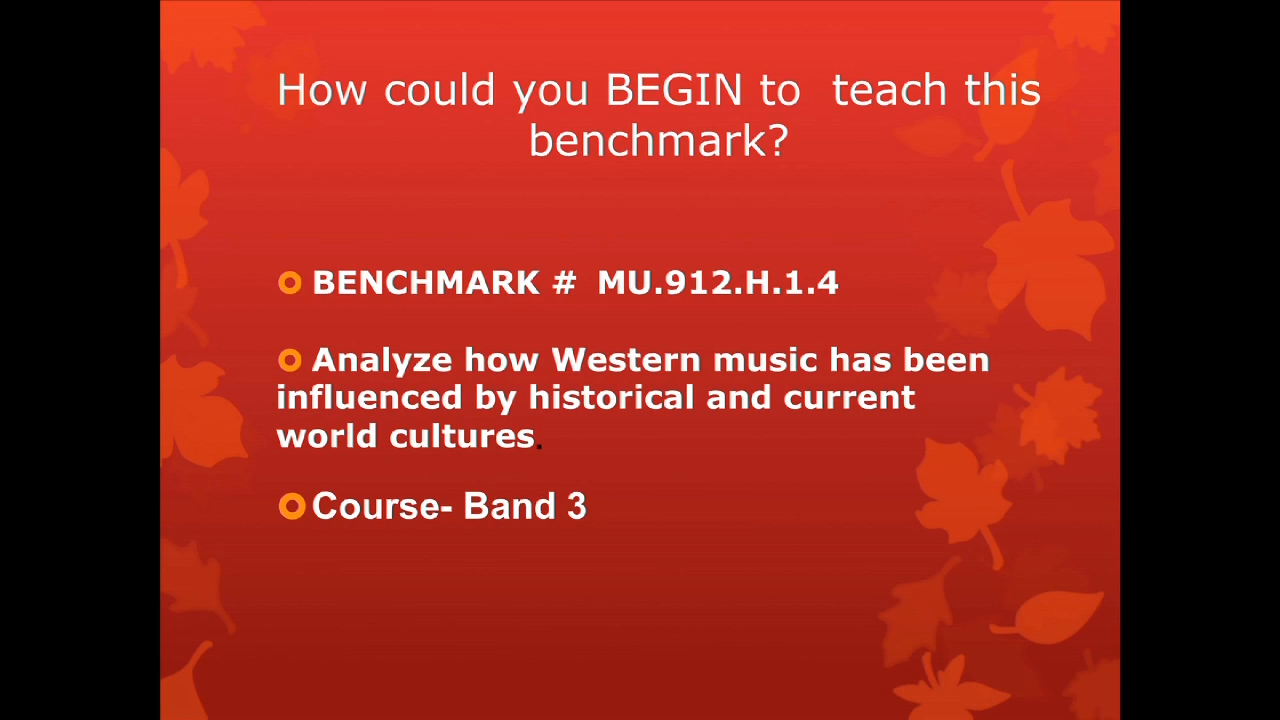 How could you BEGIN to  teach this
benchmark?
BENCHMARK #  MU.912.H.1.4
Analyze how Western music has been
influenced by historical and current
world cultures.
Course- Band 3